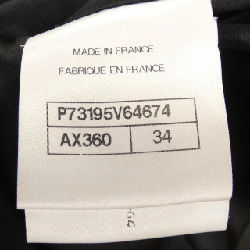 MADE IN FRANCE
FABRIQUE EN FRANCE
P73195V64674
AX360 34